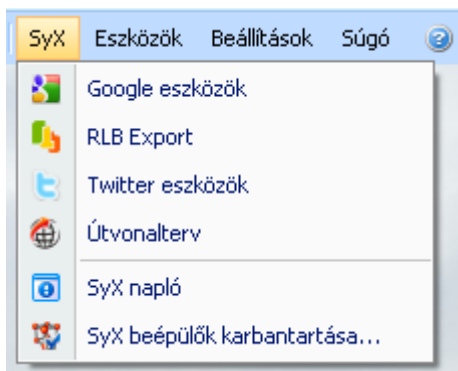 SyX Eszközök Beállítások Súgó
Google eszközök
RLB Export
Twitter eszközök
Útvonalterv
SyX napló
SyX beépülők karbantartása...